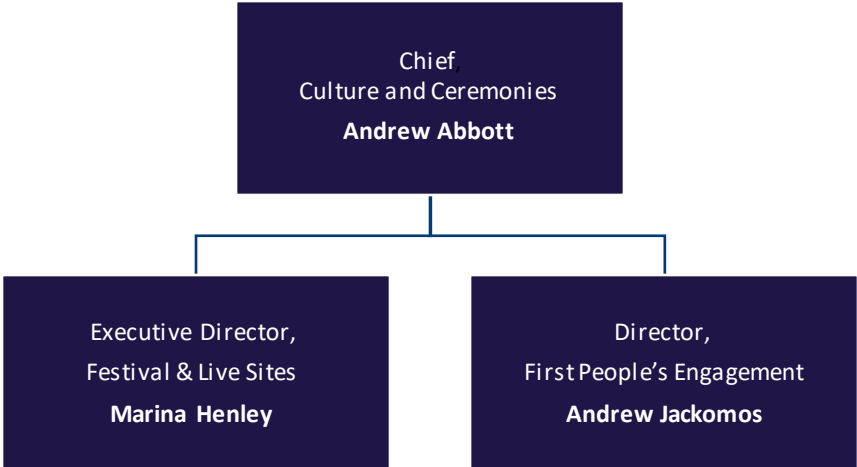 Chief,
Culture and Ceremonies
Andrew Abbott
Executive Director,
Festival & Live Sites
Marina Henley
Director,
First People’s Engagement
Andrew Jackomos